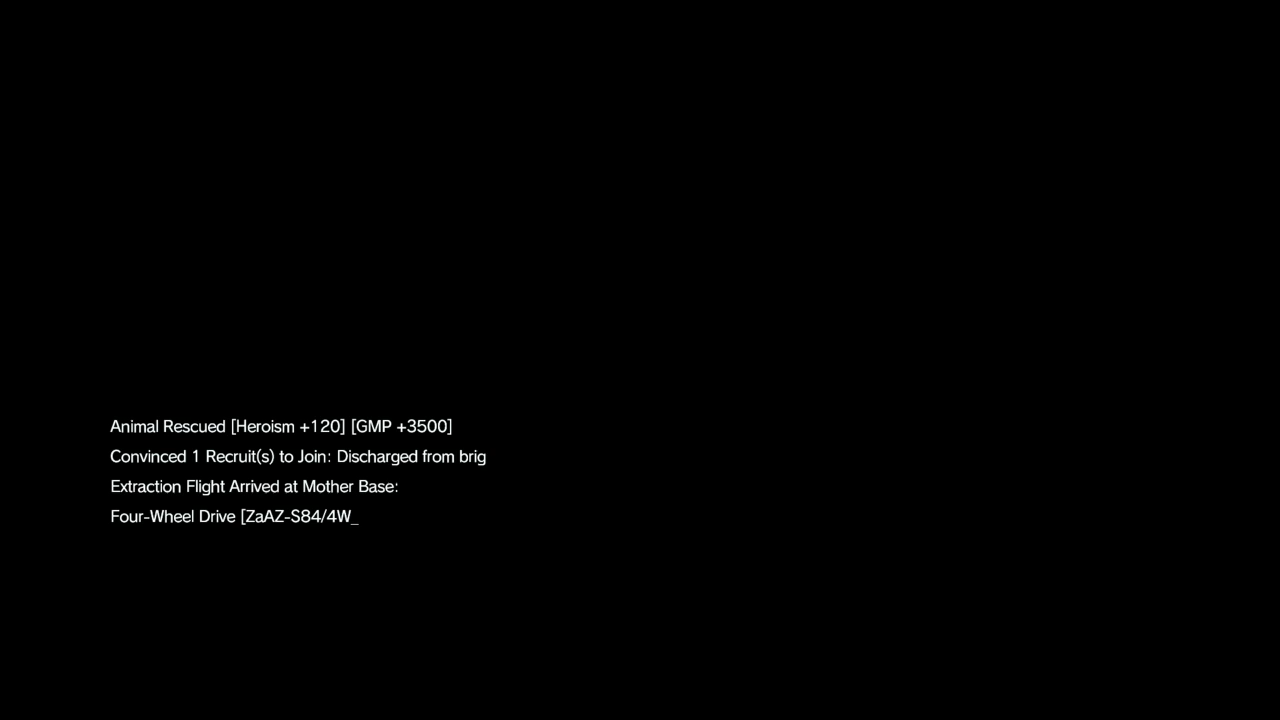 Animal Rescued [Heroism +120] [GMP +3500]
Convinced 1 Recruit(s) to Join: Discharged from brig
Extraction Flight Arrived at Mother Base:
Four-Wheel Drive [ZaAZ-S84/4W_